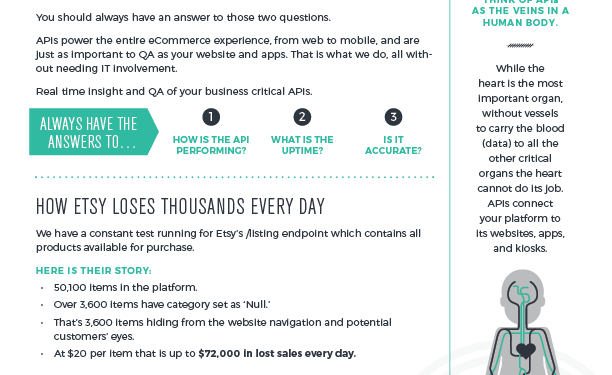 You should always have an answer to those two questions.
APIs power the entire eCommerce experience, from web to mobile, and are
just as important to QA as your website and apps. That is what we do, all with-
out needing IT involvement.
Real time insight and QA of your business critical APIs.
ALWAYS HAVE THE
ANSWERS TO...
1
HOW IS THE API
PERFORMING?
2
WHAT IS THE
UPTIME?
3
IS IT
ACCURATE?
HOW ETSY LOSES THOUSANDS EVERY DAY
We have a constant test running for Etsy's /listing endpoint which contains all
products available for purchase.
HERE IS THEIR STORY:
• 50,100 items in the platform.
• Over 3,600 items have category set as 'Null.'
• That's 3,600 items hiding from the website navigation and potential
customers' eyes.
• At $20 per item that is up to $72,000 in lost sales every day.
THINK OF APIs
AS THE VEINS IN A
HUMAN BODY.
While the
heart is the most
important organ,
without vessels
to carry the blood
(data) to all the
other critical
organs the heart
cannot do its job.
APIs connect
your platform to
its websites, apps,
and kiosks.